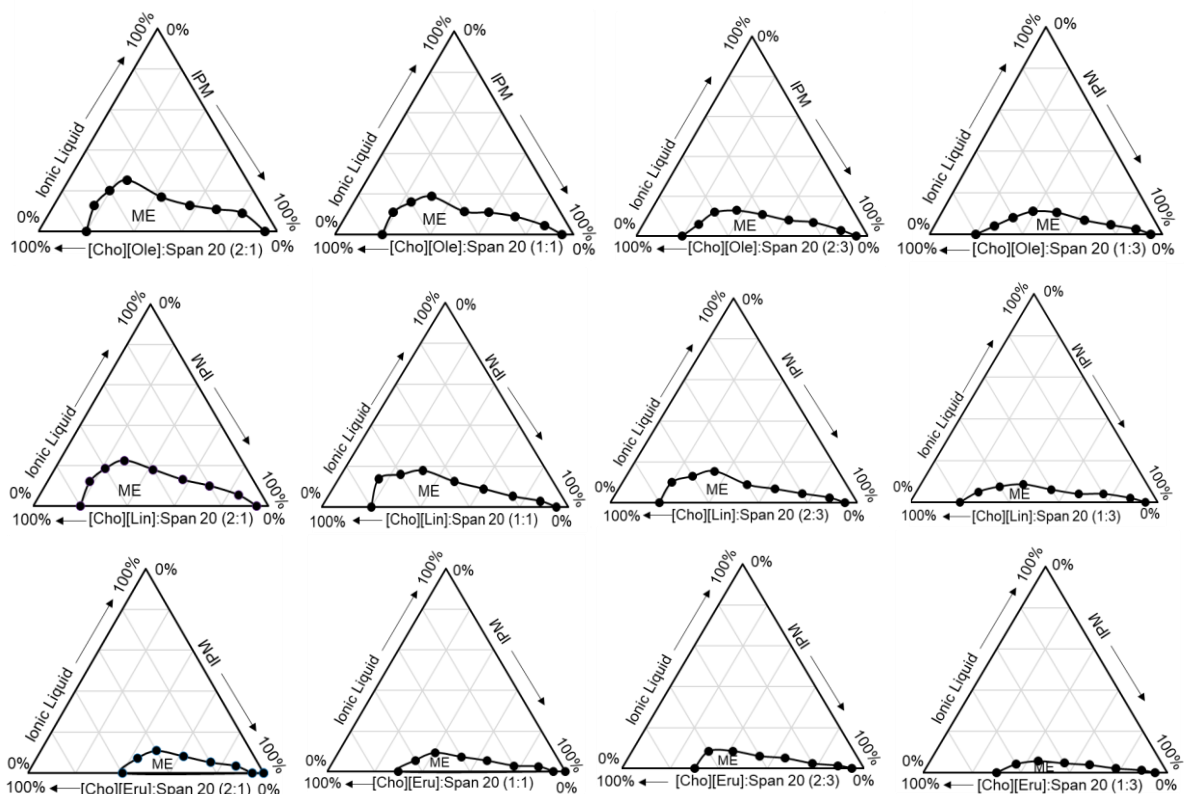 100% 0%
Ionic Liquid
IPM
ME
0% 100%
100% [Cho][Ole]:Span 20 (2:1) 0%
100% 0%
Ionic Liquid
IPM
ME
0% 100%
100% [Cho][Ole]:Span 20 (1:1) 0%
100% 0%
Ionic Liquid
IPM
ME
0% 100%
100% [Cho][Ole]:Span 20 (2:3) 0%
100% 0%
Ionic Liquid
IPM
ME
0% 100%
100% [Cho][Ole]:Span 20 (1:3) 0%
100% 0%
Ionic Liquid
IPM
ME
0% 100%
100% [Cho][Lin]:Span 20 (2:1) 0%
100% 0%
Ionic Liquid
IPM
ME
0% 100%
100% [Cho][Lin]:Span 20 (1:1) 0%
100% 0%
Ionic Liquid
IPM
ME
0% 100%
100% [Cho][Lin]:Span 20 (2:3) 0%
100% 0%
Ionic Liquid
IPM
ME
0% 100%
100% [Cho][Lin]:Span 20 (1:3) 0%
100% 0%
Ionic Liquid
IPM
ME
0% 100%
100% [Cho][Eru]:Span 20 (2:1) 0%
100% 0%
Ionic Liquid
IPM
ME
0% 100%
100% [Cho][Eru]:Span 20 (1:1) 0%
100% 0%
Ionic Liquid
IPM
ME
0% 100%
100% [Cho][Eru]:Span 20 (2:3) 0%
100% 0%
Ionic Liquid
IPM
ME
0% 100%
100% [Cho][Eru]:Span 20 (1:3) 0%